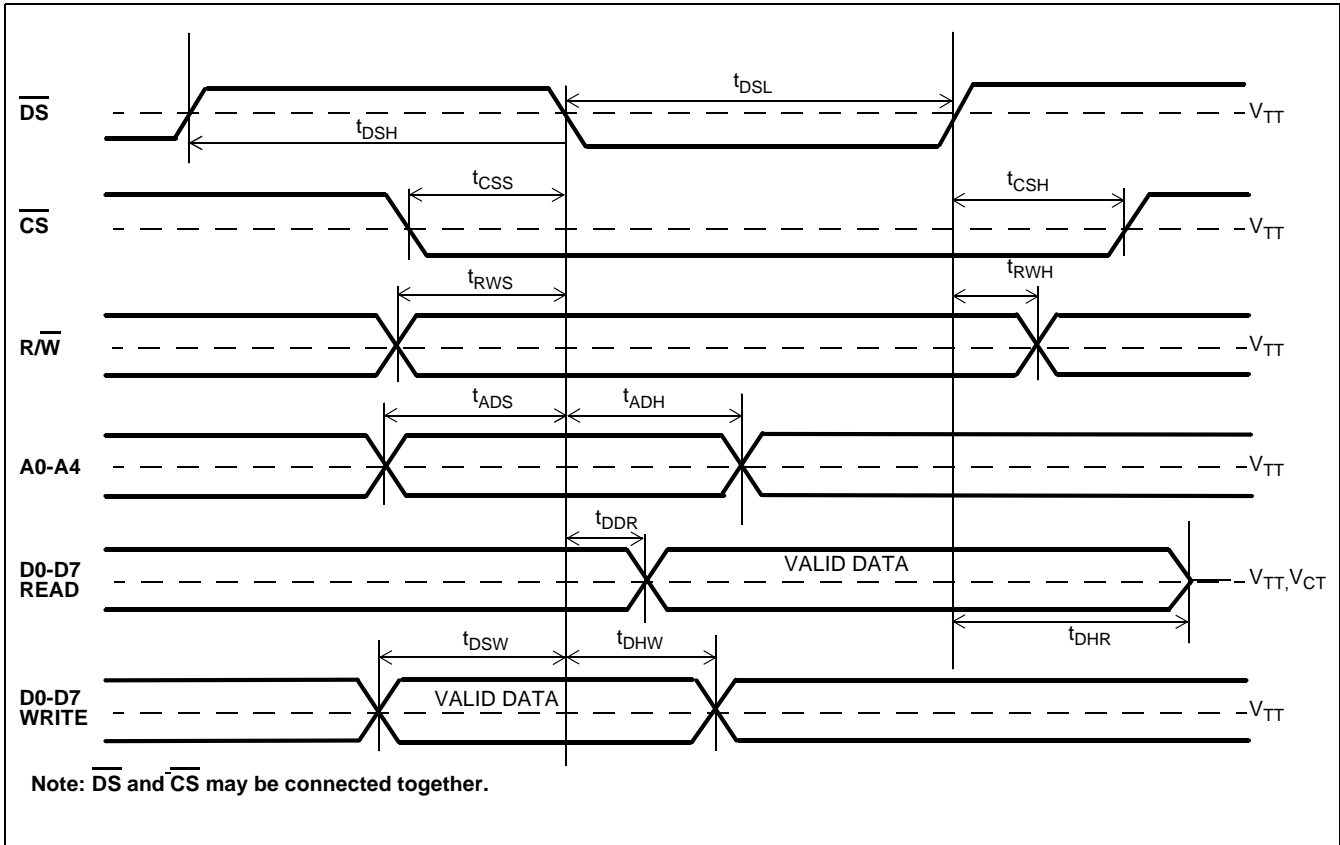 tDSL
DS
VTT
tDSH
tCSS
tCSH
CS
VTT
tRWS
tRWH
R/W
VTT
tADS
tADH
A0-A4
VTT
tDDR
VALID DATA
D0-D7
READ
VTT,VCT
tDSW
tDHW
tDHR
D0-D7
WRITE
VALID DATA
VTT
Note: DS and CS may be connected together.